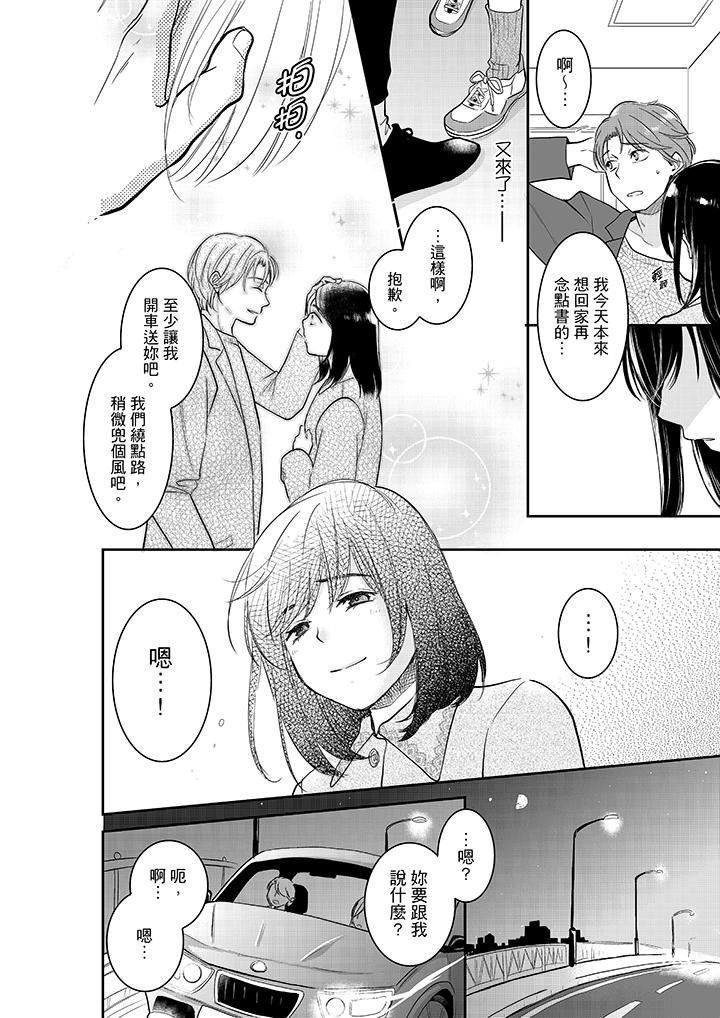 啊～…
我今天本來
想回家再
念點書的…
輕
又來了…——
拍拍。
…這樣啊，
抱歉。
至少讓我
開車送妳吧。
我們繞點路，
稍微兜個風吧。
…！
嗯…！
…嗯？
妳要跟我
說什麼？
呃，
啊…
嗯…